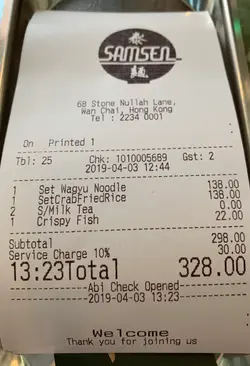 泰
SAMSEN
麵
68 Stone Nullah Lane,
Wan Chai, Hong Kong
Tel : 2234 0001
On Printed 1
Tbl: 25 Chk: 1010005689 Gst: 2
2019-04-03 12:44
1 Set Wagyu Noodle 138.00
1 SetCrabFriedRice 138.00
2 S/Milk Tea 0.00
1 Crispy Fish 22.00
Subtotal 298.00
Service Charge 10% 30.00
13:23Total 328.00
Abi Check Opened
2019-04-03 13:23
Welcome
Thank you for joining us